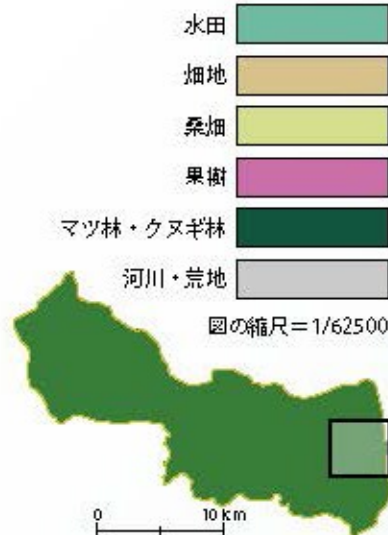 水田
畑地
桑畑
果樹
マツ林・クヌギ林
河川・荒地
図の縮尺=1/62500
0 10 km